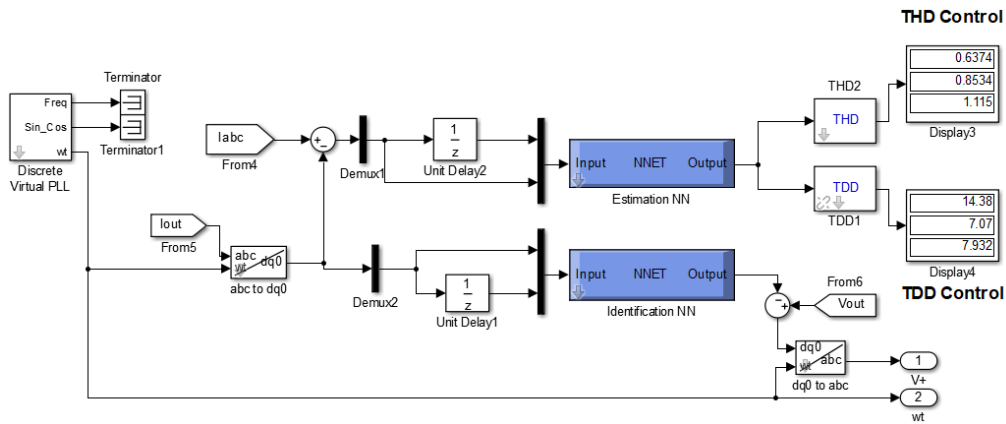 THD Control
0.6374
0.8534
1.115
Display3
THD2
THD
Terminator
Freq
Sin_Cos
wt
Terminator1
Discrete
Virtual PLL
Iabc
From4
+
-
Demux1
1
z
Unit Delay2
Input NNET Output
Estimation NN
TDD
TDD1
14.38
7.07
7.932
Display4
TDD Control
Iout
From5
abc
wt
dq0
abc to dq0
Demux2
1
z
Unit Delay1
Input NNET Output
Identification NN
-
+
From6
Vout
dq0
wt
abc
dq0 to abc
1
V+
2
wt